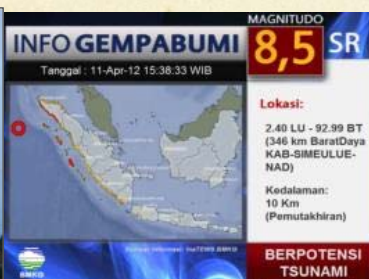 INFO GEMPABUMI
Tanggal : 11-Apr-12 15:38:33 WIB
MAGNITUDO
8,5 SR
Lokasi:
2.40 LU - 92.99 BT
(346 km BaratDaya
KAB-SIMEULUE-
NAD)
Kedalaman:
10 Km
(Pemutakhiran)
BERPOTENSI
TSUNAMI
BMKG